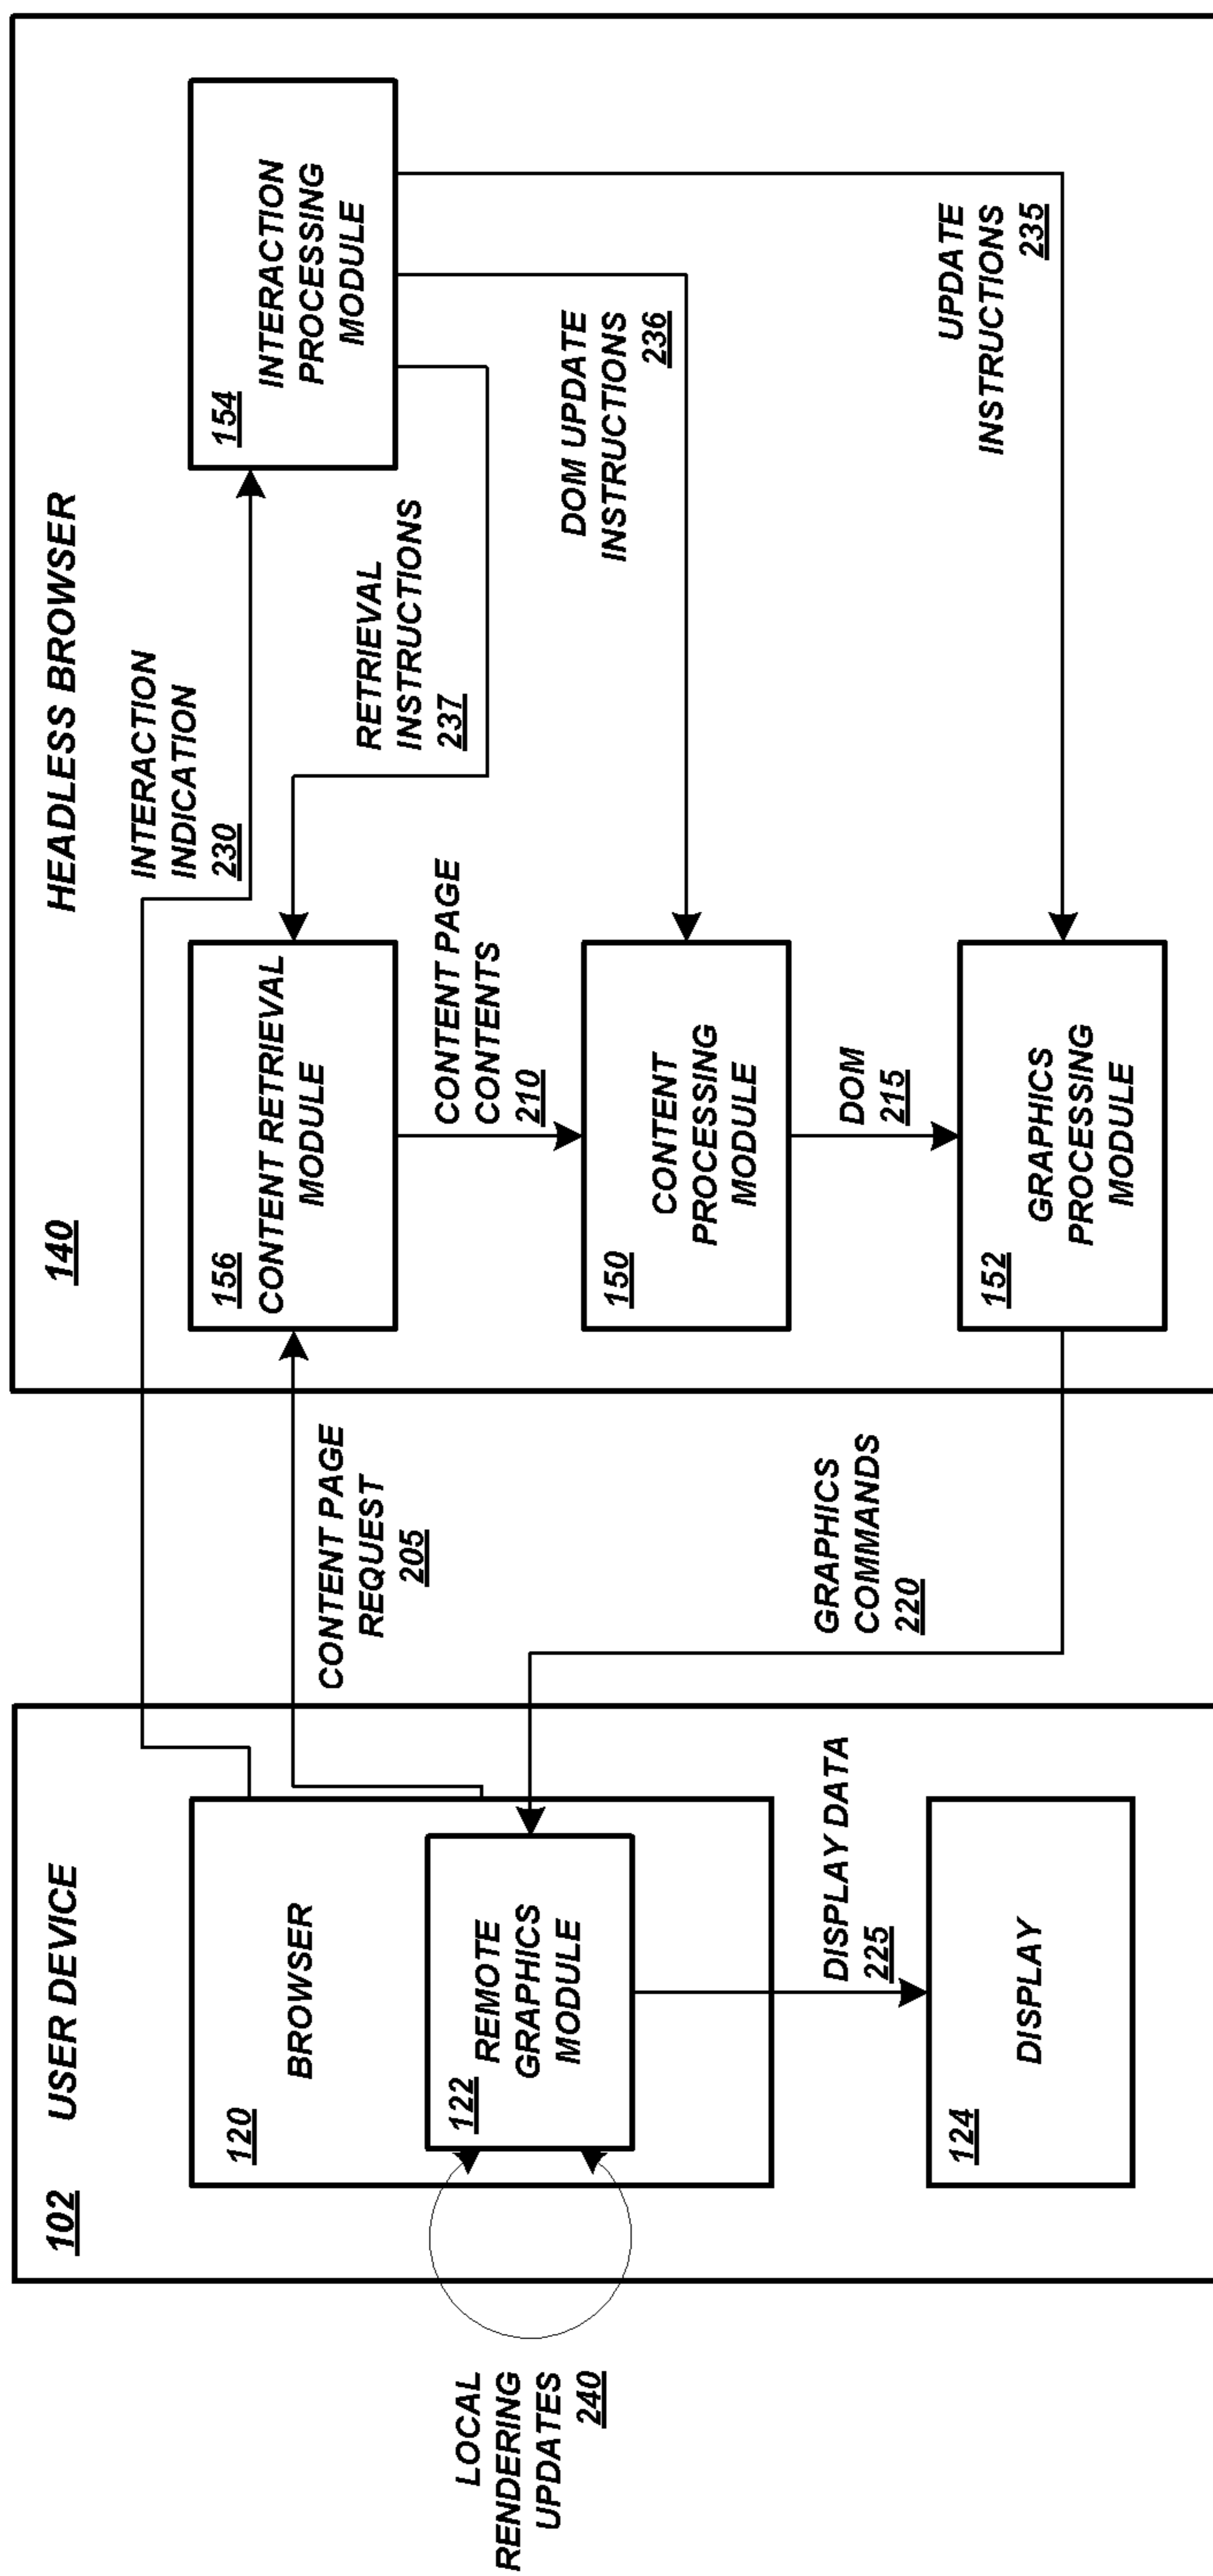 102
USER DEVICE
120
BROWSER
122
REMOTE
GRAPHICS
MODULE
LOCAL
RENDERING
UPDATES
240
DISPLAY DATA
225
124
DISPLAY
CONTENT PAGE
REQUEST
205
GRAPHICS
COMMANDS
220
140
HEADLESS BROWSER
INTERACTION
INDICATION
230
156
CONTENT RETRIEVAL
MODULE
RETRIEVAL
INSTRUCTIONS
237
154
INTERACTION
PROCESSING
MODULE
CONTENT PAGE
CONTENTS
210
DOM UPDATE
INSTRUCTIONS
236
150
CONTENT
PROCESSING
MODULE
DOM
215
UPDATE
INSTRUCTIONS
235
152
GRAPHICS
PROCESSING
MODULE